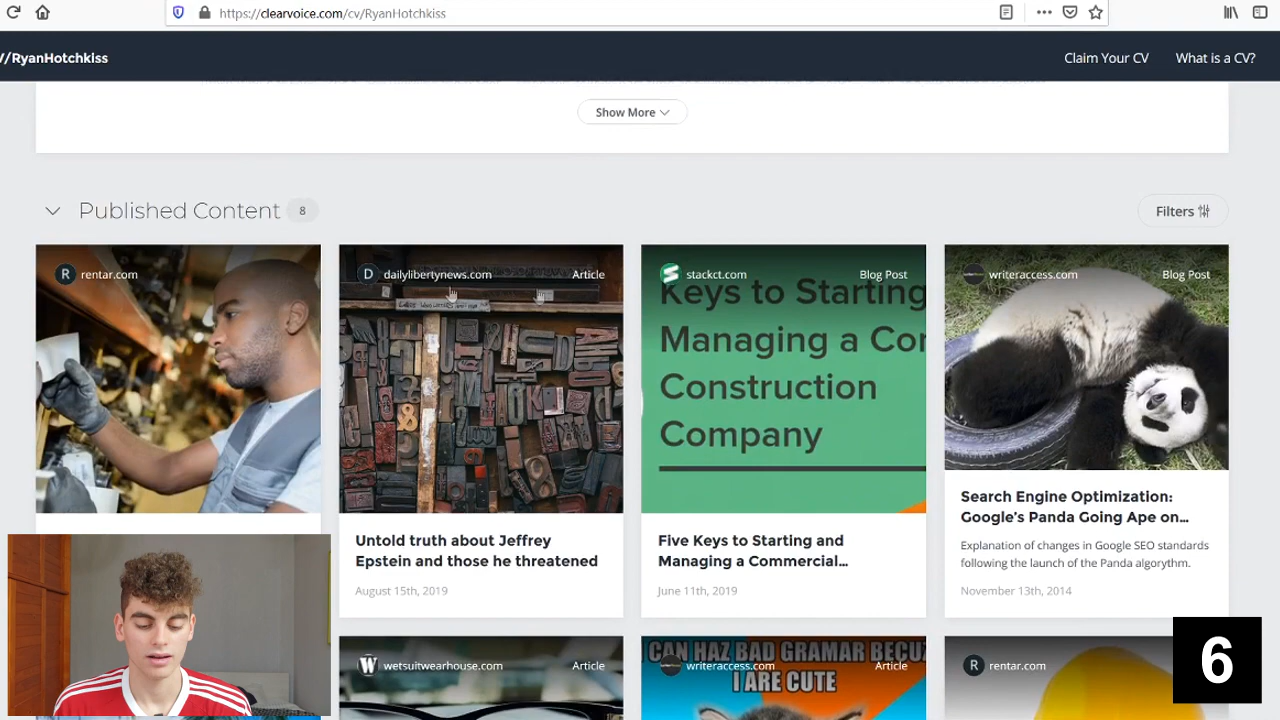 https://clearvoice.com/cv/RyanHotchkiss
V/RyanHotchkiss
Claim Your CV
What is a CV?
Show More
Published Content 8
Filters
R rentar.com
D dailylibertynews.com Article
stackct.com Blog Post
writeraccess.com Blog Post
Keys to Starting
Managing a Con
Construction
Company
Untold truth about Jeffrey
Epstein and those he threatened
August 15th, 2019
Five Keys to Starting and
Managing a Commercial...
June 11th, 2019
Search Engine Optimization:
Google's Panda Going Ape on...
Explanation of changes in Google SEO standards
following the launch of the Panda algorythm.
November 13th, 2014
W wetsuitwearhouse.com Article
CAN HAZ BAD GRAMAR BEÇUZ
I ARE CUTE
writeraccess.com Article
R rentar.com
6